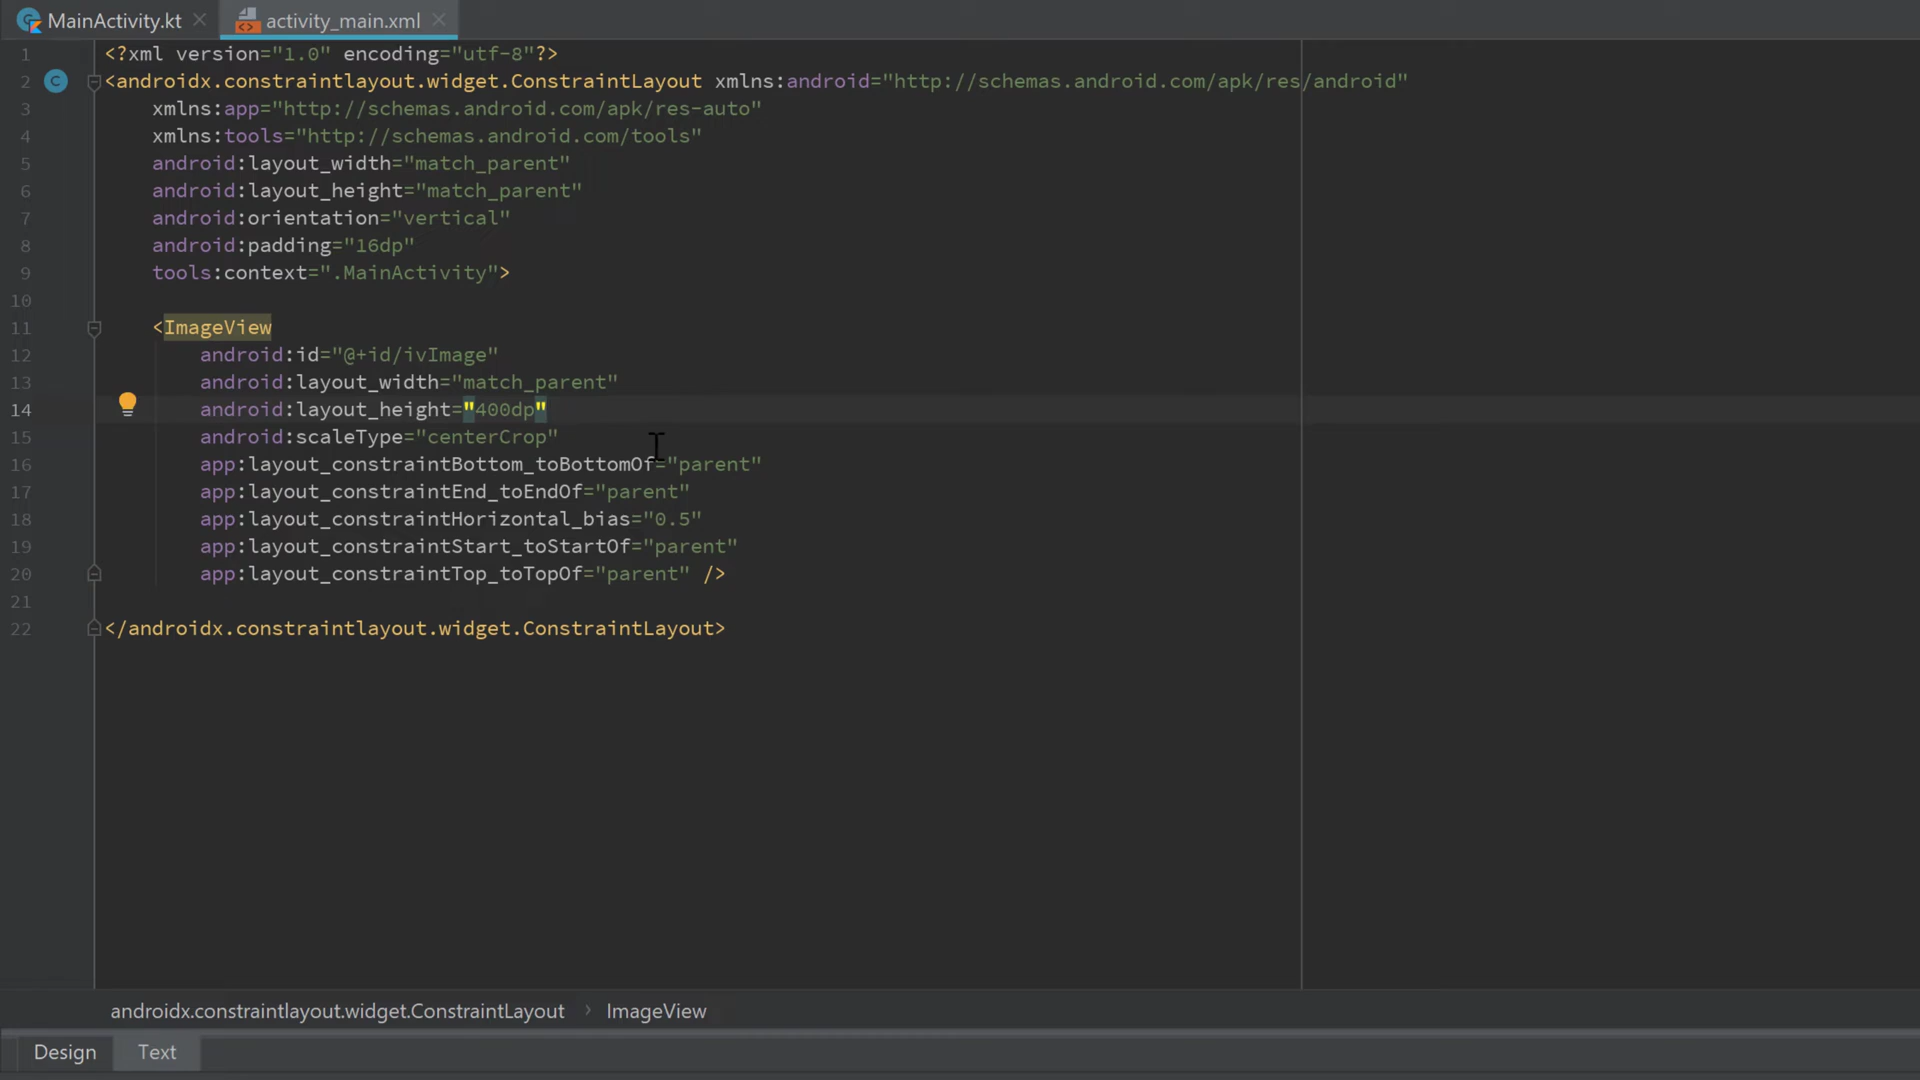 MainActivity.kt
activity_main.xml
1 <?xml version="1.0" encoding="utf-8"?>
2 <androidx.constraintlayout.widget.ConstraintLayout xmlns:android="http://schemas.android.com/apk/res/android"
3 xmlns:app="http://schemas.android.com/apk/res-auto"
4 xmlns:tools="http://schemas.android.com/tools"
5 android:layout_width="match_parent"
6 android:layout_height="match_parent"
7 android:orientation="vertical"
8 android:padding="16dp"
9 tools:context=".MainActivity">
10
11 <ImageView
12 android:id="@+id/ivImage"
13 android:layout_width="match_parent"
14 android:layout_height="400dp"
15 android:scaleType="centerCrop"
16 app:layout_constraintBottom_toBottomOf="parent"
17 app:layout_constraintEnd_toEndOf="parent"
18 app:layout_constraintHorizontal_bias="0.5"
19 app:layout_constraintStart_toStartOf="parent"
20 app:layout_constraintTop_toTopOf="parent" />
21
22 </androidx.constraintlayout.widget.ConstraintLayout>
androidx.constraintlayout.widget.ConstraintLayout › ImageView
Design Text